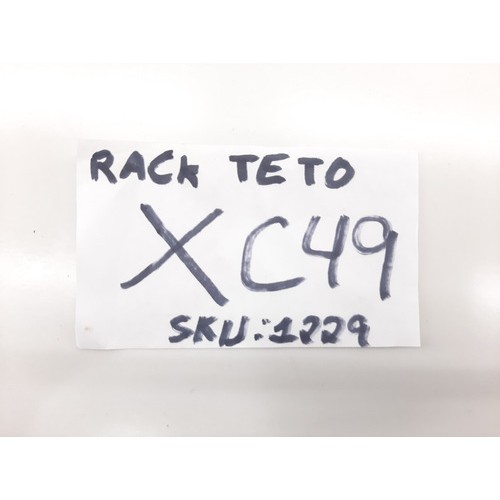 RACK TETO
XC49
SKU:1229